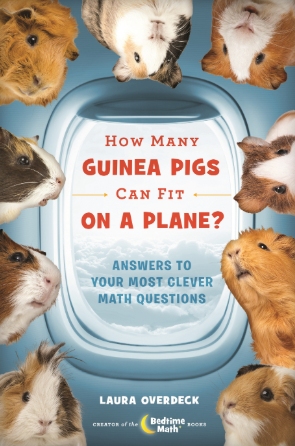 How Many
Guinea Pigs
Can Fit
on a Plane?
Answers to
Your Most Clever
Math Questions
Laura Overdeck
Creator of the Bedtime Math® Books